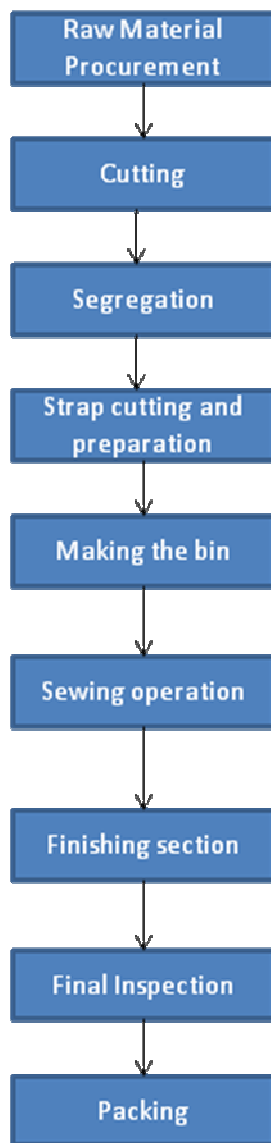 Raw Material
Procurement
Cutting
Segregation
Strap cutting and
preparation
Making the bin
Sewing operation
Finishing section
Final Inspection
Packing